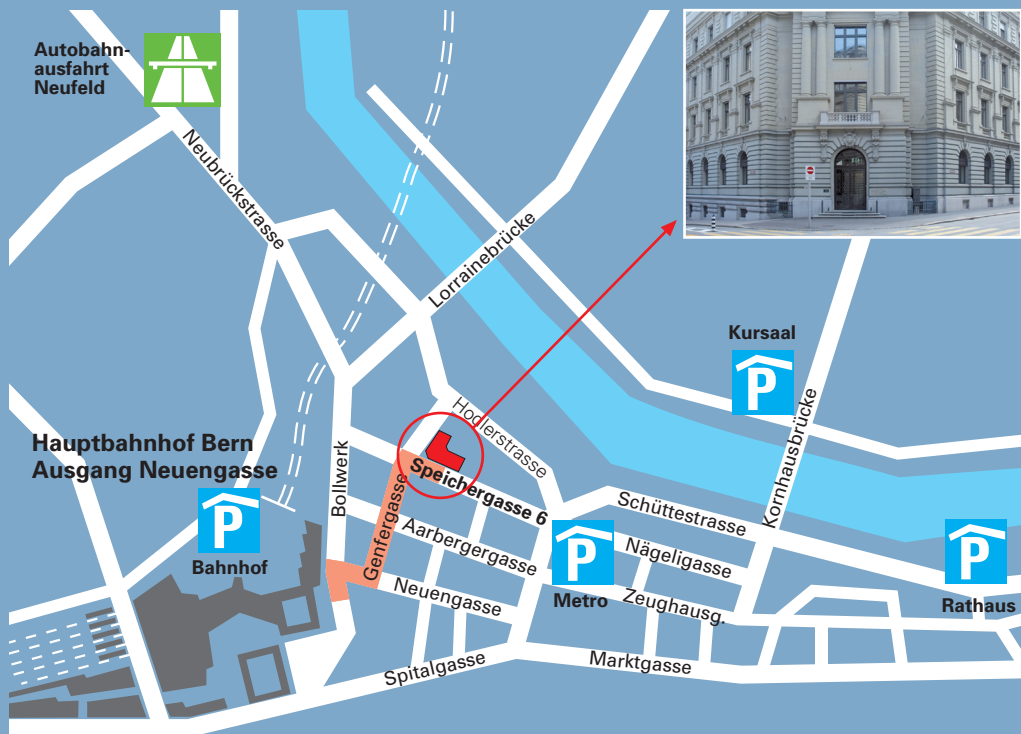 Autobahn-
ausfahrt
Neufeld
Neubrückstrasse
Lorrainebrücke
Kursaal
P
Kornhausbrücke
Hodlerstrasse
Hauptbahnhof Bern
Ausgang Neuengasse
P
Bahnhof
Bollwerk
Genfergasse
Speichergasse 6
Aarbergergasse
Neuengasse
Schüttestrasse
Nägeligasse
P
Metro
Zeughausg.
P
Rathaus
Spitalgasse
Marktgasse